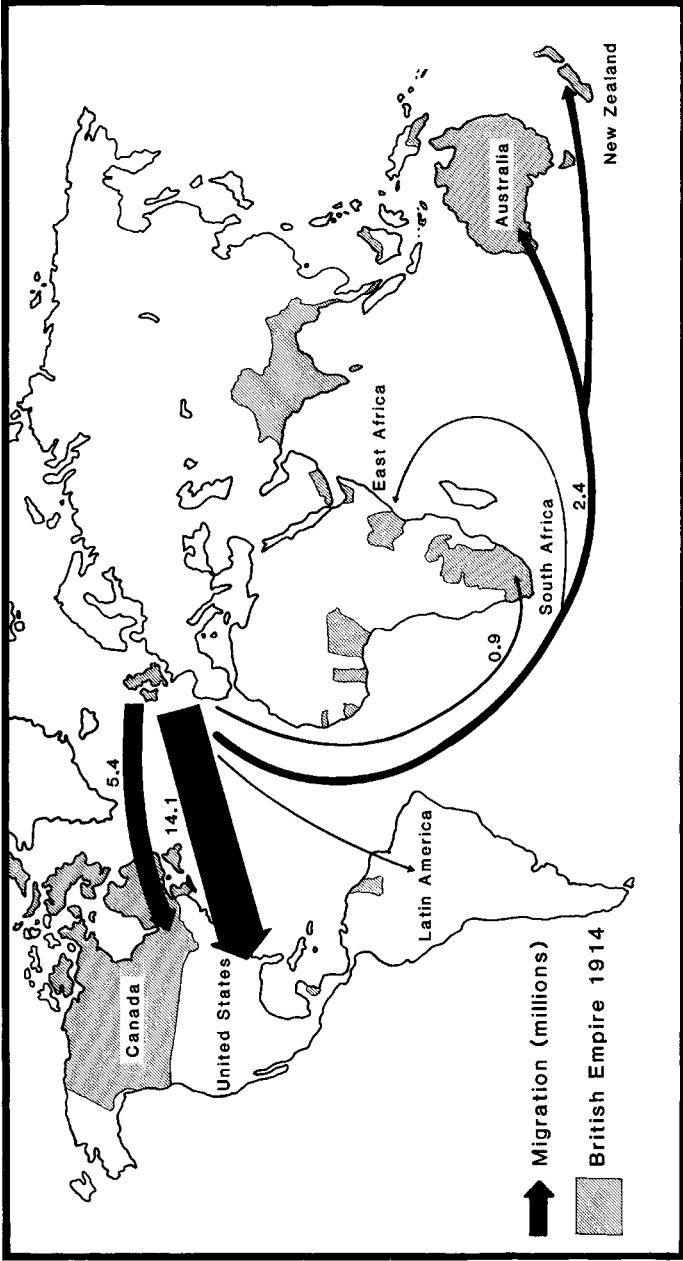 Canada
United States
5.4
14.1
Latin America
0.9
South Africa
East Africa
2.4
Australia
New Zealand
Migration (millions)
British Empire 1914